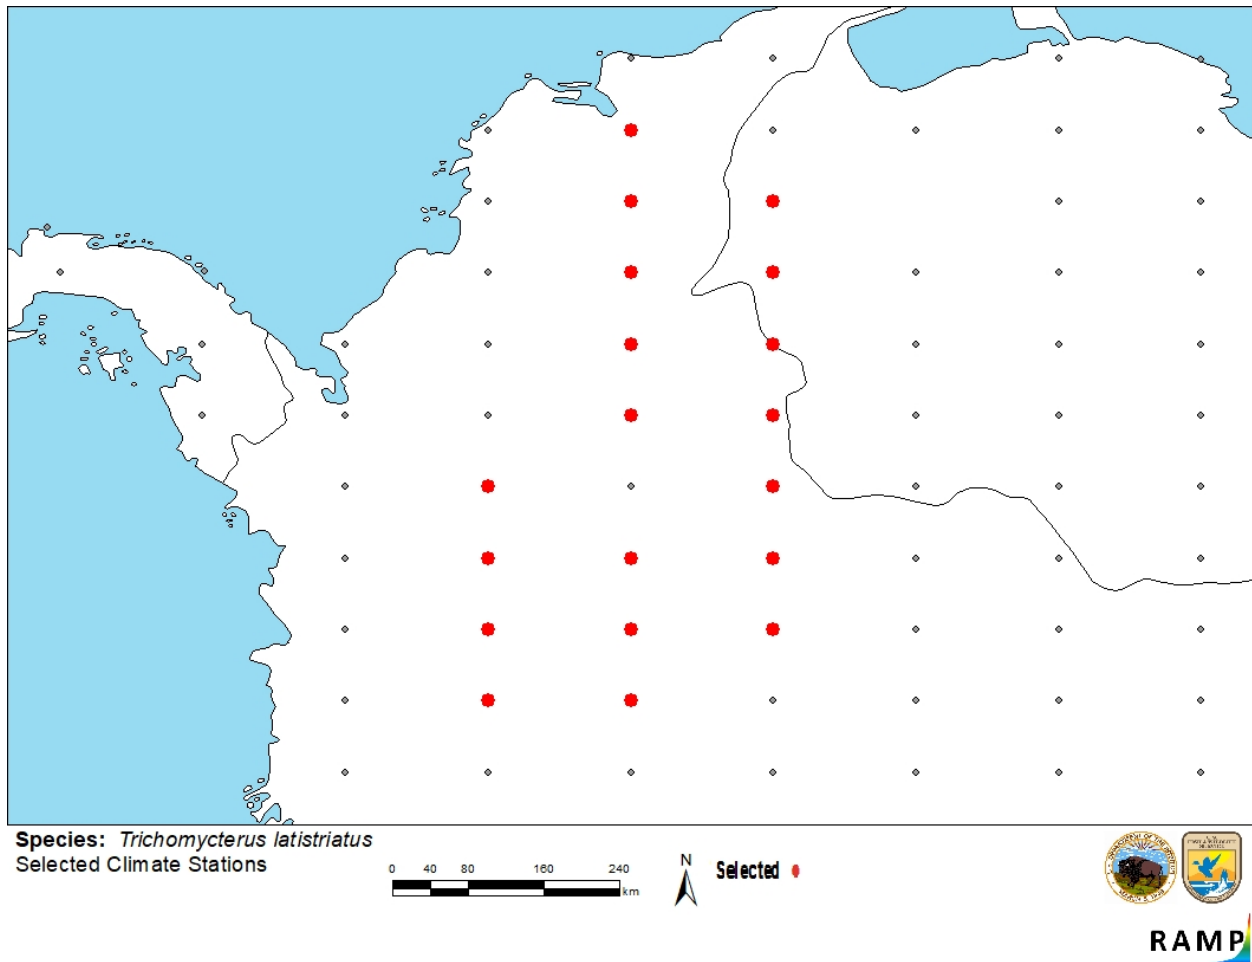 Species: Trichomycterus latistriatus
Selected Climate Stations
0 40 80 160 240
km
N
Selected
RAMP